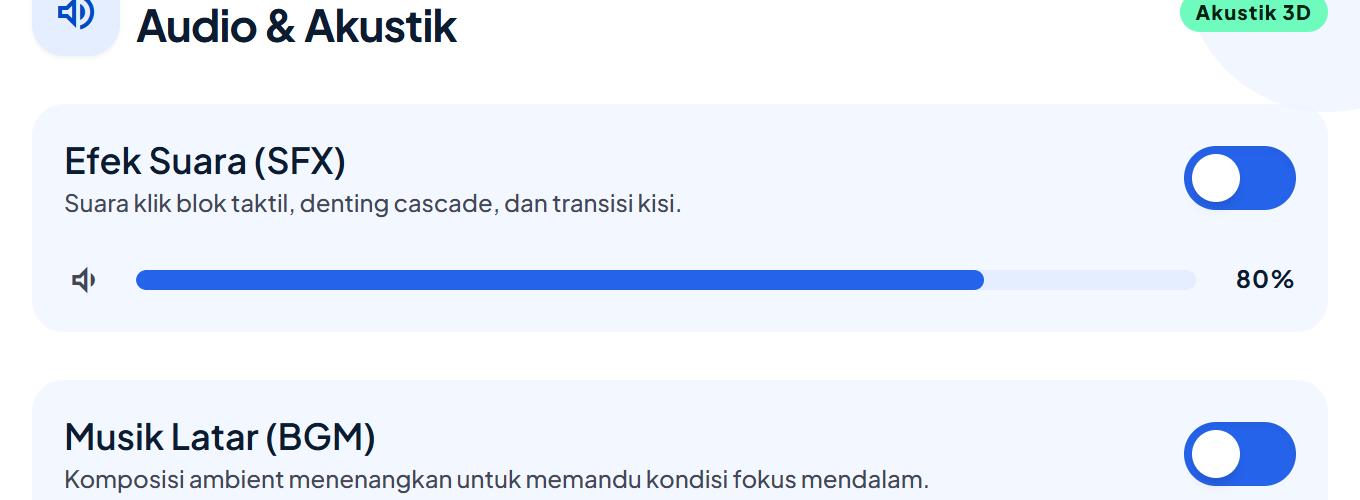 Audio & Akustik
Akustik 3D
Efek Suara (SFX)
Suara klik blok taktil, denting cascade, dan transisi kisi.
80%
Musik Latar (BGM)
Komposisi ambient menenangkan untuk memandu kondisi fokus mendalam.